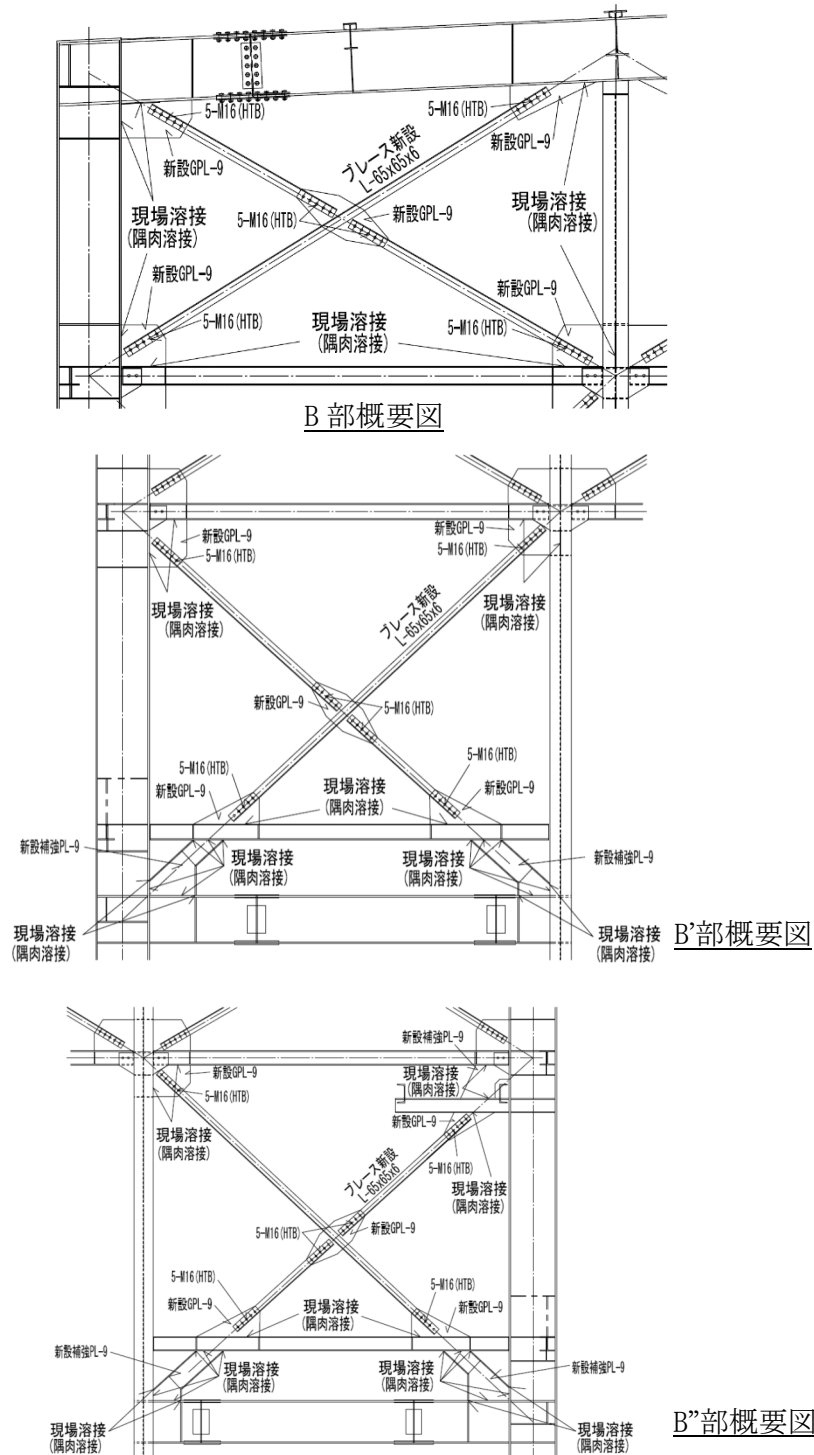 5-M16(HTB)
5-M16(HTB)
ブレース新設
L-65x65x6
新設GPL-9
新設GPL-9
現場溶接
(隅肉溶接)
5-M16(HTB)
新設GPL-9
現場溶接
(隅肉溶接)
新設GPL-9
新設GPL-9
5-M16(HTB)
現場溶接
(隅肉溶接)
5-M16(HTB)
B部概要図
新設GPL-9
5-M16(HTB)
新設GPL-9
5-M16(HTB)
現場溶接
(隅肉溶接)
ブレース新設
L-65x65x6
現場溶接
(隅肉溶接)
新設GPL-9
5-M16(HTB)
5-M16(HTB)
新設GPL-9
現場溶接
(隅肉溶接)
5-M16(HTB)
新設GPL-9
新設補強PL-9
現場溶接
(隅肉溶接)
現場溶接
(隅肉溶接)
新設補強PL-9
現場溶接
(隅肉溶接)
現場溶接
(隅肉溶接)
B’部概要図
新設補強PL-9
新設GPL-9
5-M16(HTB)
現場溶接
(隅肉溶接)
現場溶接
(隅肉溶接)
新設GPL-9
5-M16(HTB)
ブレース新設
L-65x65x6
現場溶接
(隅肉溶接)
5-M16(HTB)
新設GPL-9
5-M16(HTB)
新設GPL-9
現場溶接
(隅肉溶接)
5-M16(HTB)
新設GPL-9
新設補強PL-9
現場溶接
(隅肉溶接)
現場溶接
(隅肉溶接)
新設補強PL-9
現場溶接
(隅肉溶接)
現場溶接
(隅肉溶接)
B”部概要図